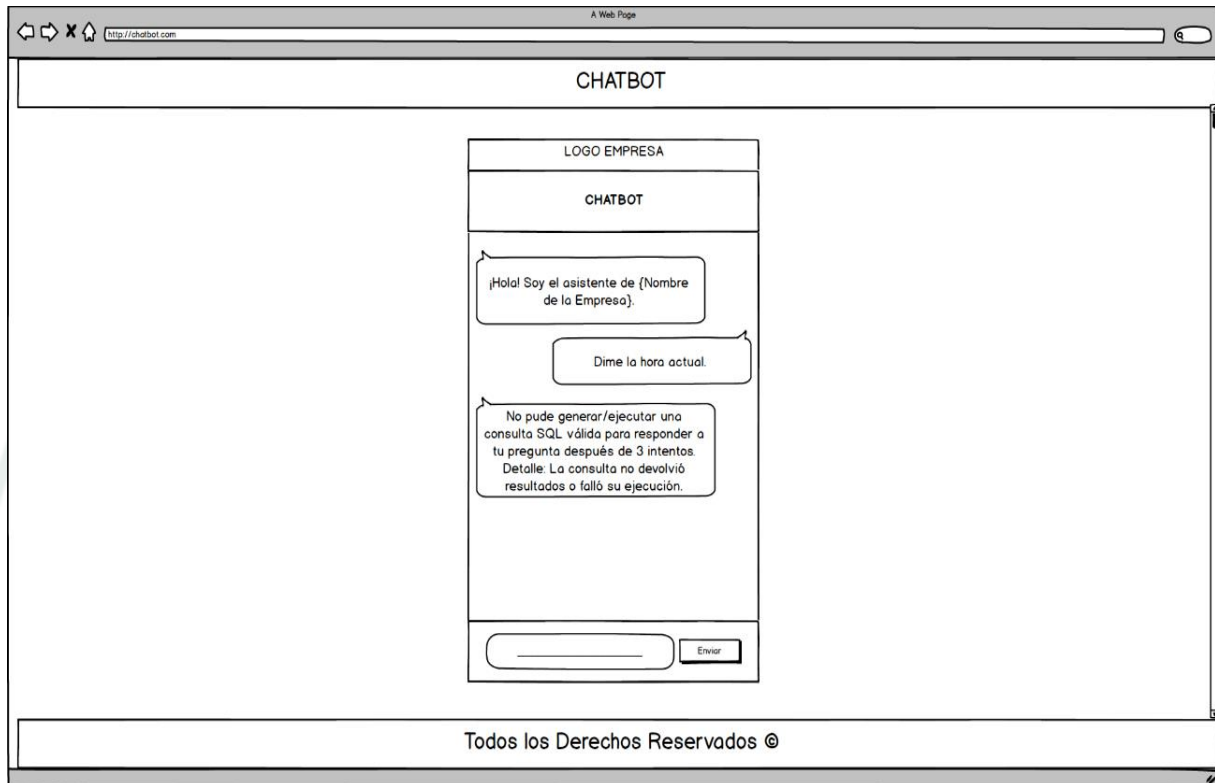 A Web Page
http://chatbot.com
CHATBOT
LOGO EMPRESA
CHATBOT
¡Hola! Soy el asistente de {Nombre
de la Empresa}.
Dime la hora actual.
No pude generar/ejecutar una
consulta SQL válida para responder a
tu pregunta después de 3 intentos.
Detalle: La consulta no devolvió
resultados o falló su ejecución.
Enviar
Todos los Derechos Reservados ©